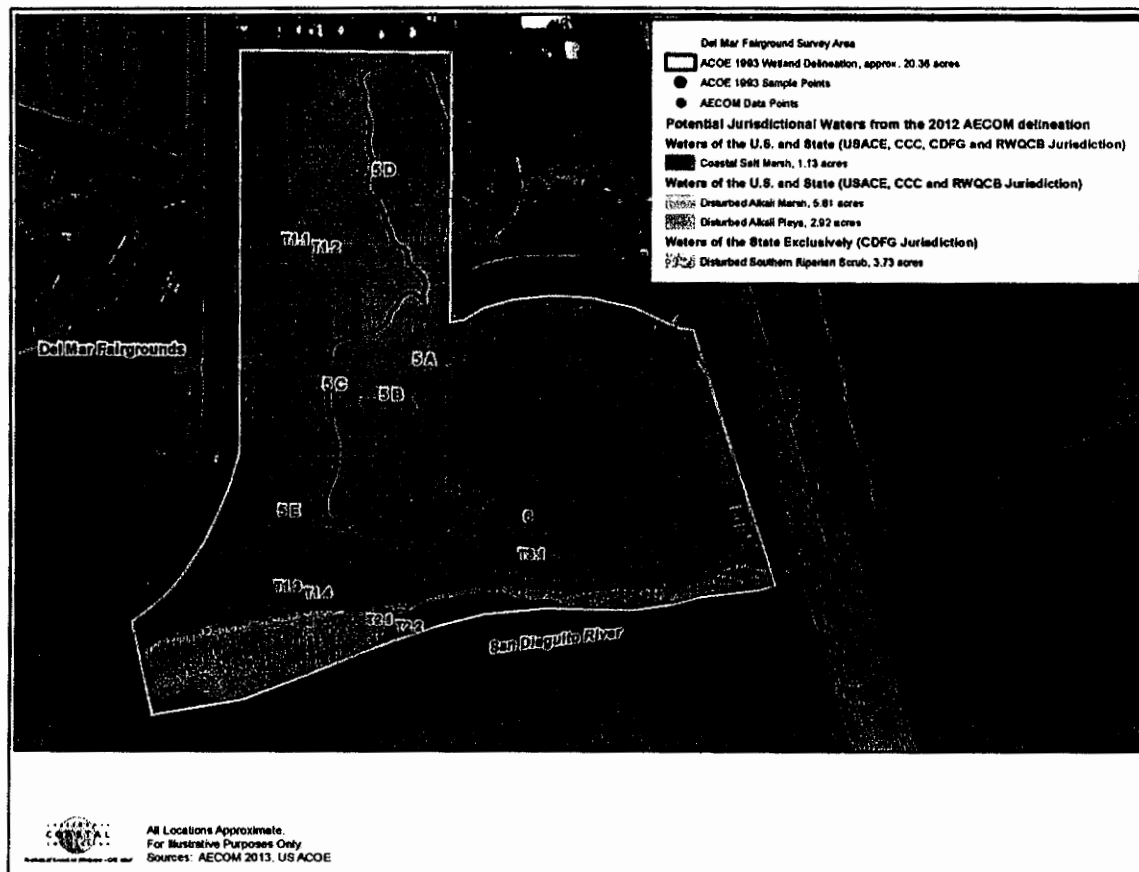 Del Mar Fairground Survey Area
ACOE 1993 Wetland Delineation, approx. 20.36 acres
ACOE 1993 Sample Points
AECOM Data Points
Potential Jurisdictional Waters from the 2012 AECOM delineation
Waters of the U.S. and State (USACE, CCC, CDFG and RWQCB Jurisdiction)
Coastal Salt Marsh, 1.13 acres
Waters of the U.S. and State (USACE, CCC and RWQCB Jurisdiction)
Disturbed Alkali Marsh, 5.81 acres
Disturbed Alkali Playa, 2.92 acres
Waters of the State Exclusively (CDFG Jurisdiction)
Disturbed Southern Riparian Scrub, 3.73 acres
5D
T1.1
T1.2
Del Mar Fairgrounds
5A
5C
5B
5E
6
T3.1
T1.3
T1.4
T2.1
T2.2
San Dieguito River
COASTAL
All Locations Approximate.
For Illustrative Purposes Only
Sources: AECOM 2013, US ACOE